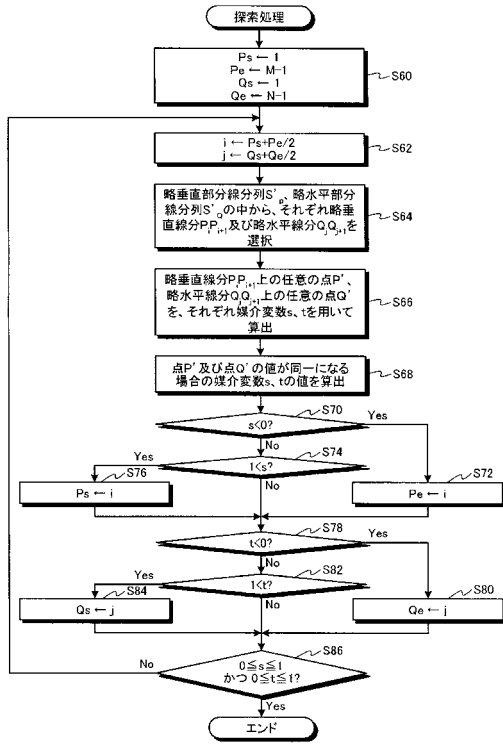 探索処理
Ps ← 1
Pe ← M-1
Qs ← 1
Qe ← N-1
S60
i ← Ps+Pe/2
j ← Qs+Qe/2
S62
略垂直部分線分列S'p、略水平部分
線分列S'Qの中から、それぞれ略垂
直線分PiPi+1及び略水平線分QjQj+1を
選択
S64
略垂直線分PiPi+1上の任意の点P'、
略水平線分QjQj+1上の任意の点Q'
を、それぞれ媒介変数s、tを用いて
算出
S66
点P'及び点Q'の値が同一になる
場合の媒介変数s、tの値を算出
S68
S70
s<0?
Yes
No
S74
Yes
1<s?
No
S76
Ps ← i
S72
Pe ← i
S78
t<0?
Yes
No
S82
Yes
1<t?
No
S84
Qs ← j
S80
Qe ← j
S86
No
0≦s≦1
かつ 0≦t≦1?
Yes
エンド